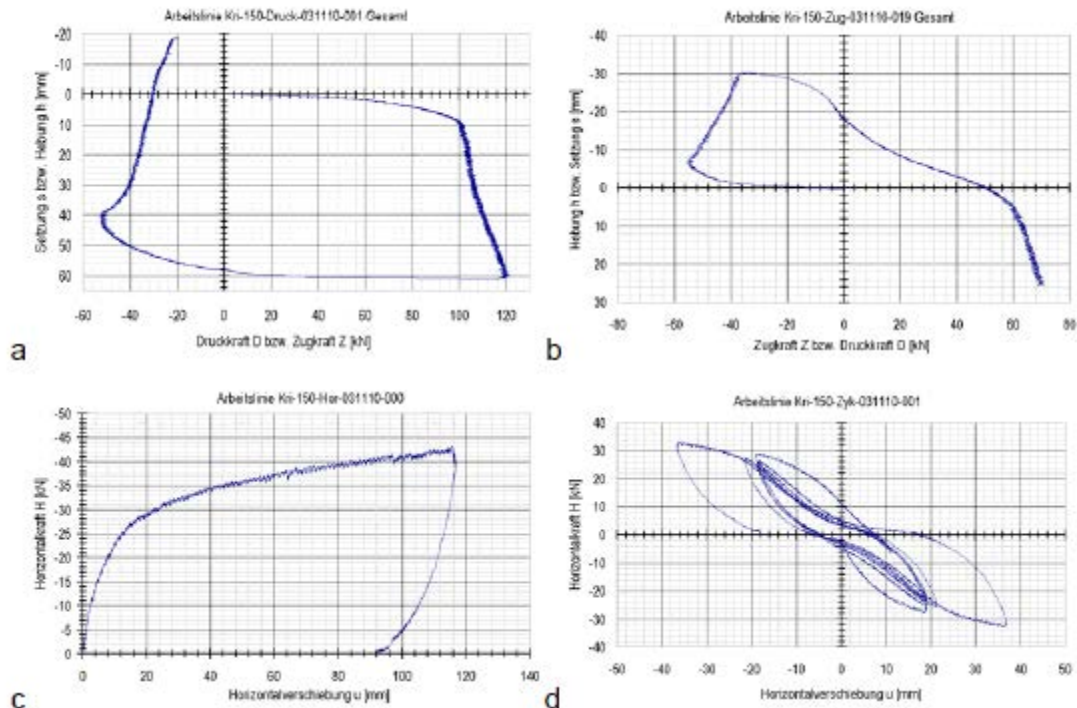 Arbeitslinie Kri-150-Druck-031110-001 Gesamt
-20
-10
0
10
20
30
40
50
60
-60 -40 -20 0 20 40 60 80 100 120
Setzung s bzw. Hebung h [mm]
Druckkraft D bzw. Zugkraft Z [kN]
a
Arbeitslinie Kri-150-Zug-031110-019 Gesamt
-40
-30
-20
-10
0
10
20
30
-80 -60 -40 -20 0 20 40 60 80
Hebung h bzw. Setzung s [mm]
Zugkraft Z bzw. Druckkraft D [kN]
b
Arbeitslinie Kri-150-Hor-031110-000
-50
-45
-40
-35
-30
-25
-20
-15
-10
-5
0
0 20 40 60 80 100 120 140
Horizontalkraft H [kN]
Horizontalverschiebung u [mm]
c
Arbeitslinie Kri-150-Zyk-031110-001
40
30
20
10
0
-10
-20
-30
-40
-50 -40 -30 -20 -10 0 10 20 30 40 50
Horizontalkraft H [kN]
Horizontalverschiebung u [mm]
d